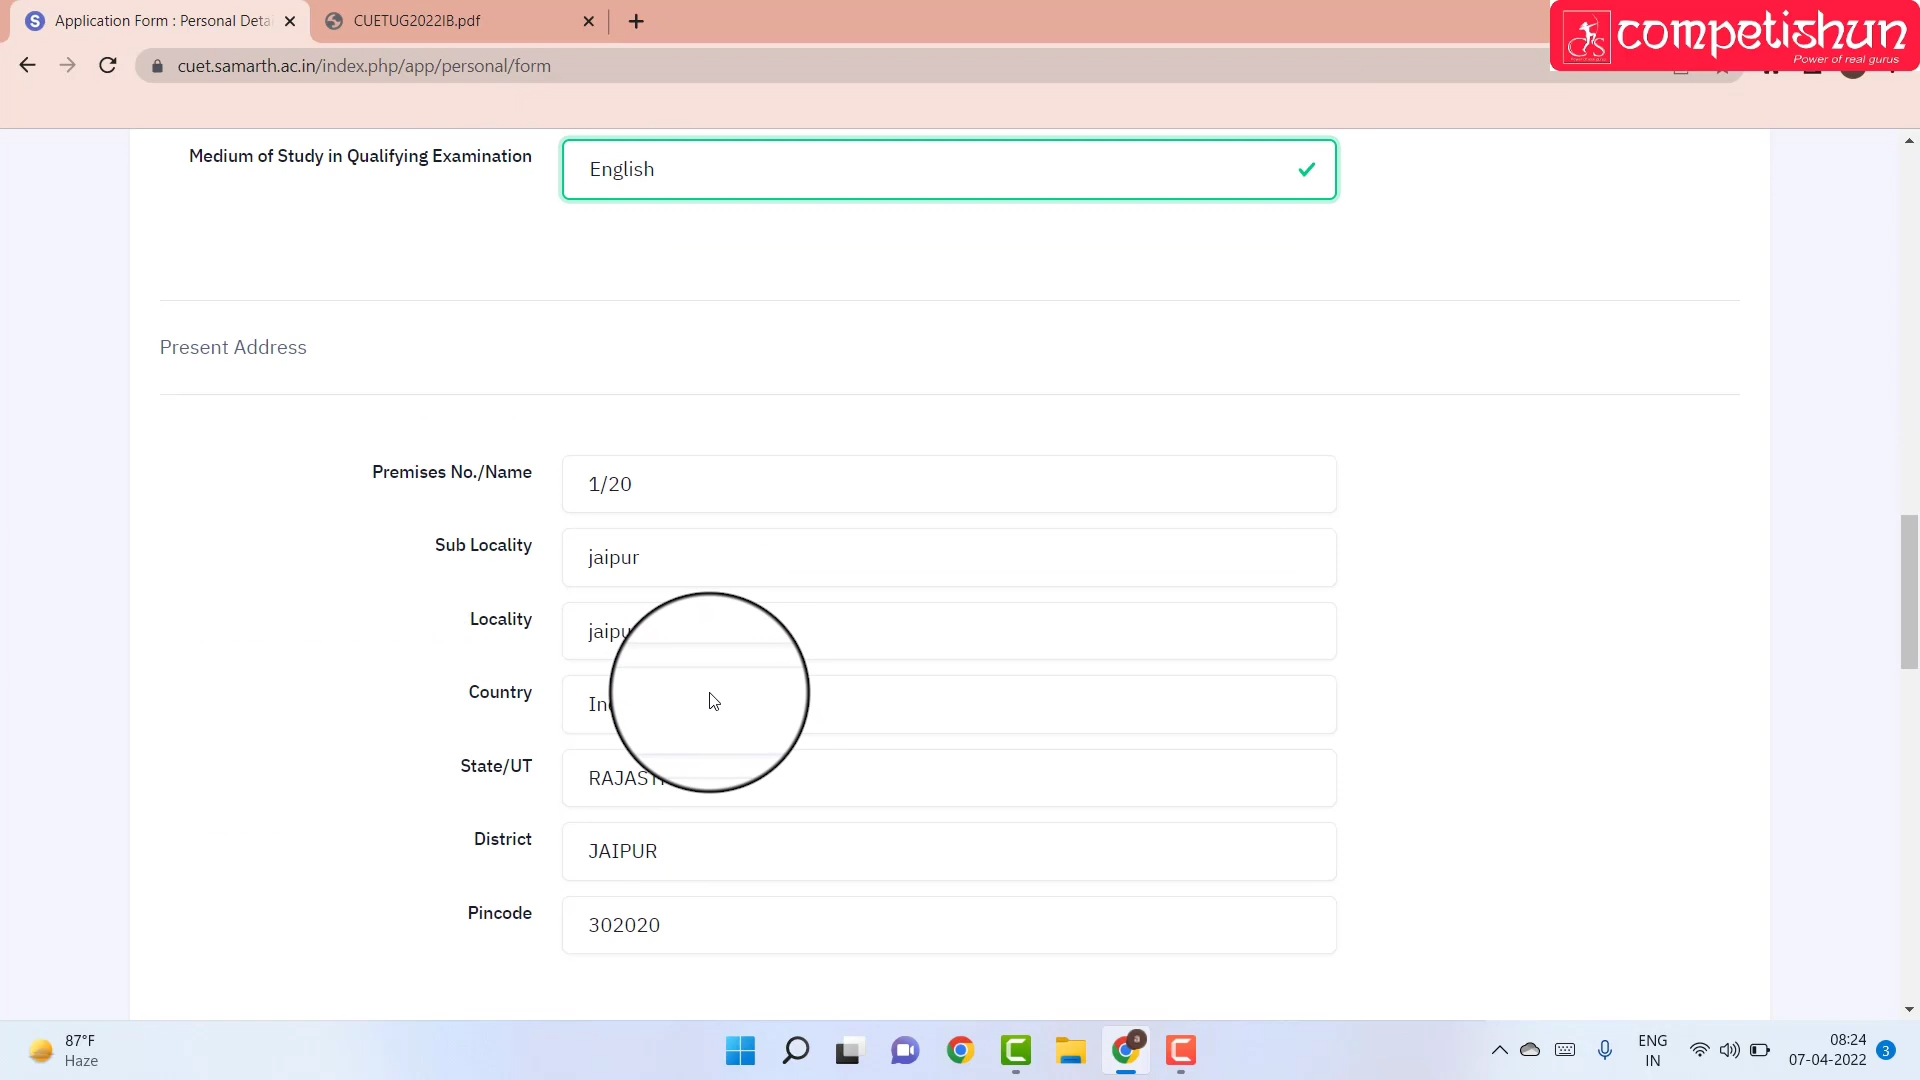 Application Form : Personal Deta
CUETUG2022IB.pdf
competishun
Power of real gurus
cuet.samarth.ac.in/index.php/app/personal/form
Medium of Study in Qualifying Examination
English
Present Address
Premises No./Name
1/20
Sub Locality
jaipur
Locality
jaipu
Country
In
State/UT
RAJAST
District
JAIPUR
Pincode
302020
87°F
Haze
ENG
IN
08:24
07-04-2022
3